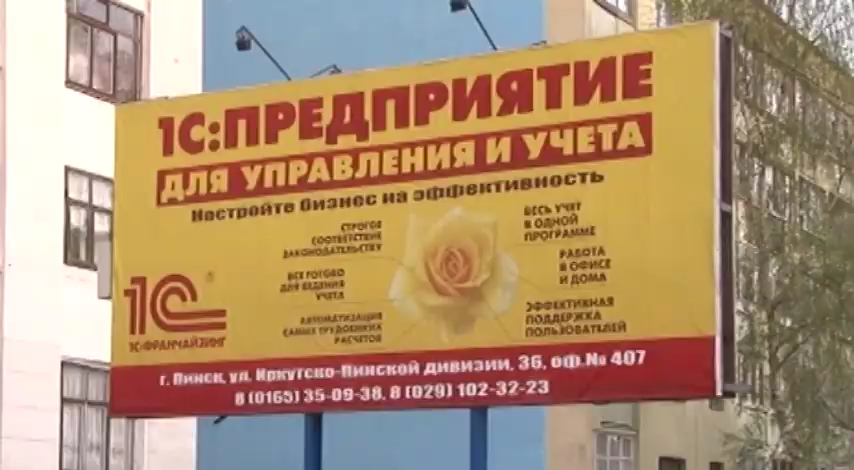 1С:ПРЕДПРИЯТИЕ
ДЛЯ УПРАВЛЕНИЯ И УЧЕТА
Настройте бизнес на эффективность
СТРОГОЕ
СООТВЕТСТВИЕ
ЗАКОНОДАТЕЛЬСТВУ
ВСЕ ГОТОВО
ДЛЯ ВЕДЕНИЯ
УЧЕТА
АВТОМАТИЗАЦИЯ
САМЫХ ТРУДОЕМКИХ
РАСЧЕТОВ
ВЕСЬ УЧЕТ
В ОДНОЙ
ПРОГРАММЕ
РАБОТА
В ОФИСЕ
И ДОМА
ЭФФЕКТИВНАЯ
ПОДДЕРЖКА
ПОЛЬЗОВАТЕЛЕЙ
1С ®
1С:ФРАНЧАЙЗИНГ
г. Пинск, ул. Иркутско-Пинской дивизии, 36, оф.№ 407
8 (0165) 35-09-38, 8 (029) 102-32-23